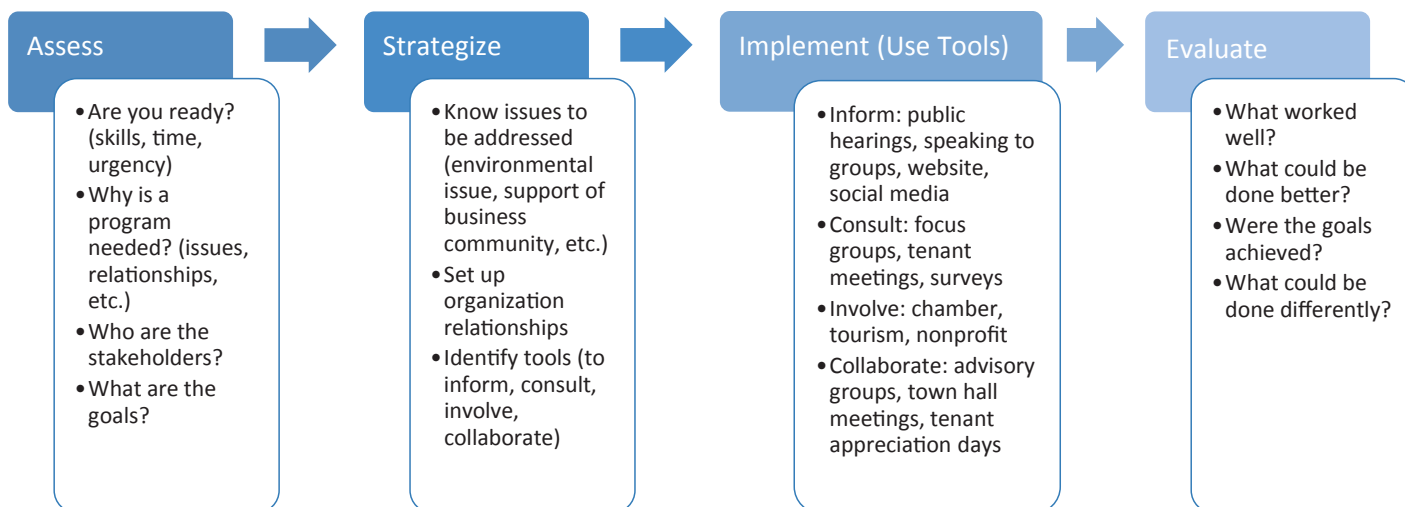 Assess
•Are you ready?
(skills, time,
urgency)
•Why is a
program
needed? (issues,
relationships,
etc.)
•Who are the
stakeholders?
•What are the
goals?
Strategize
•Know issues to
be addressed
(environmental
issue, support of
business
community, etc.)
•Set up
organization
relationships
•Identify tools (to
inform, consult,
involve,
collaborate)
Implement (Use Tools)
•Inform: public
hearings, speaking to
groups, website,
social media
•Consult: focus
groups, tenant
meetings, surveys
•Involve: chamber,
tourism, nonprofit
•Collaborate: advisory
groups, town hall
meetings, tenant
appreciation days
Evaluate
•What worked
well?
•What could be
done better?
•Were the goals
achieved?
•What could be
done differently?